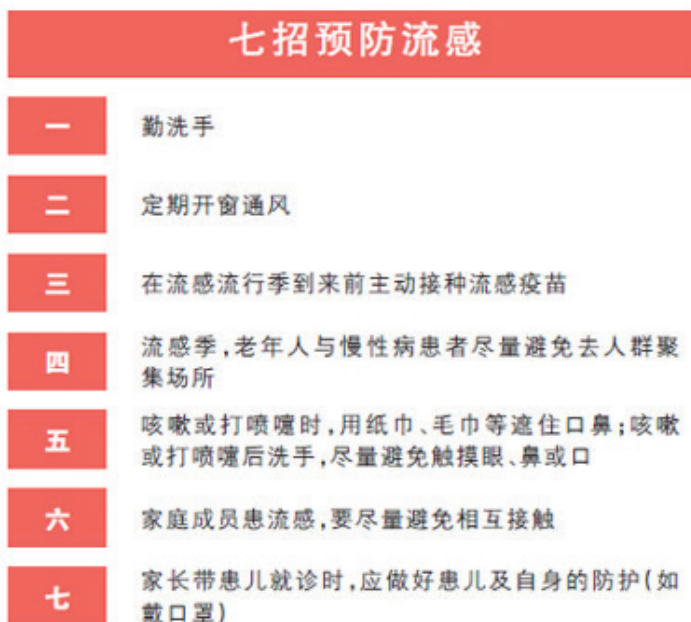 七招预防流感
一
勤洗手
二
定期开窗通风
三
在流感流行季到来前主动接种流感疫苗
四
流感季,老年人与慢性病患者尽量避免去人群聚
集场所
五
咳嗽或打喷嚏时,用纸巾、毛巾等遮住口鼻;咳嗽
或打喷嚏后洗手,尽量避免触摸眼、鼻或口
六
家庭成员患流感,要尽量避免相互接触
七
家长带患儿就诊时,应做好患儿及自身的防护(如
戴口罩)